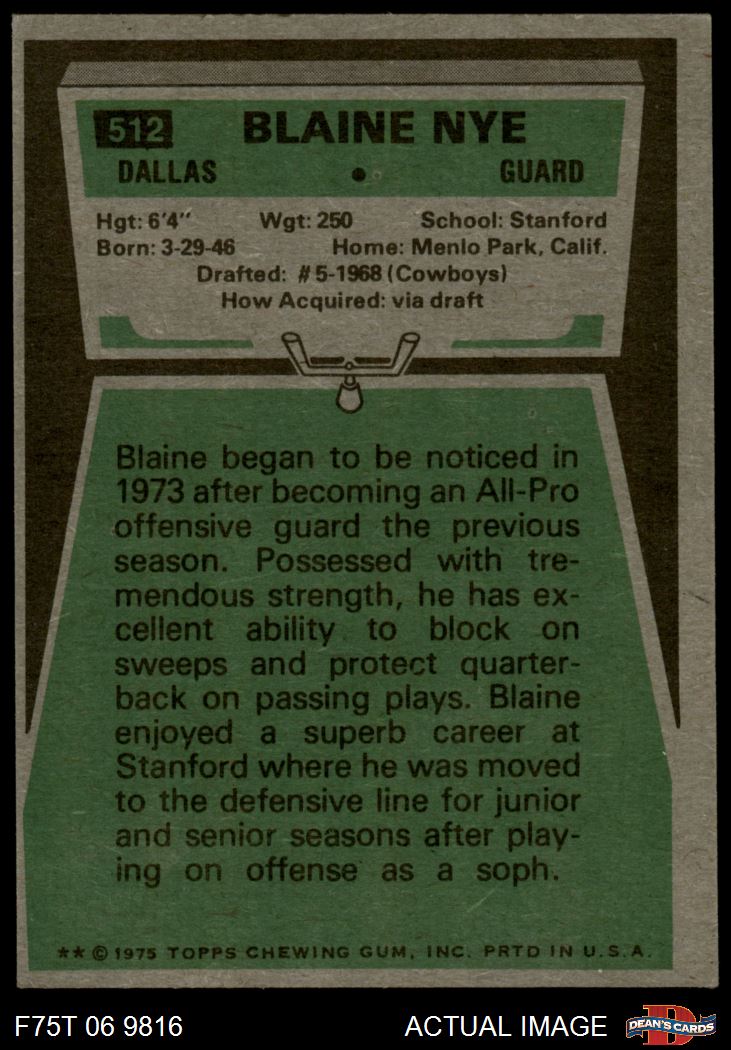 512 BLAINE NYE
DALLAS • GUARD
Hgt: 6'4" Wgt: 250 School: Stanford
Born: 3-29-46 Home: Menlo Park, Calif.
Drafted: #5-1968 (Cowboys)
How Acquired: via draft
Blaine began to be noticed in
1973 after becoming an All-Pro
offensive guard the previous
season. Possessed with tre-
mendous strength, he has ex-
cellent ability to block on
sweeps and protect quarter-
back on passing plays. Blaine
enjoyed a superb career at
Stanford where he was moved
to the defensive line for junior
and senior seasons after play-
ing on offense as a soph.
** © 1975 TOPPS CHEWING GUM, INC. PRTD IN U.S.A.
F75T 06 9816 ACTUAL IMAGE DEAN'S CARDS